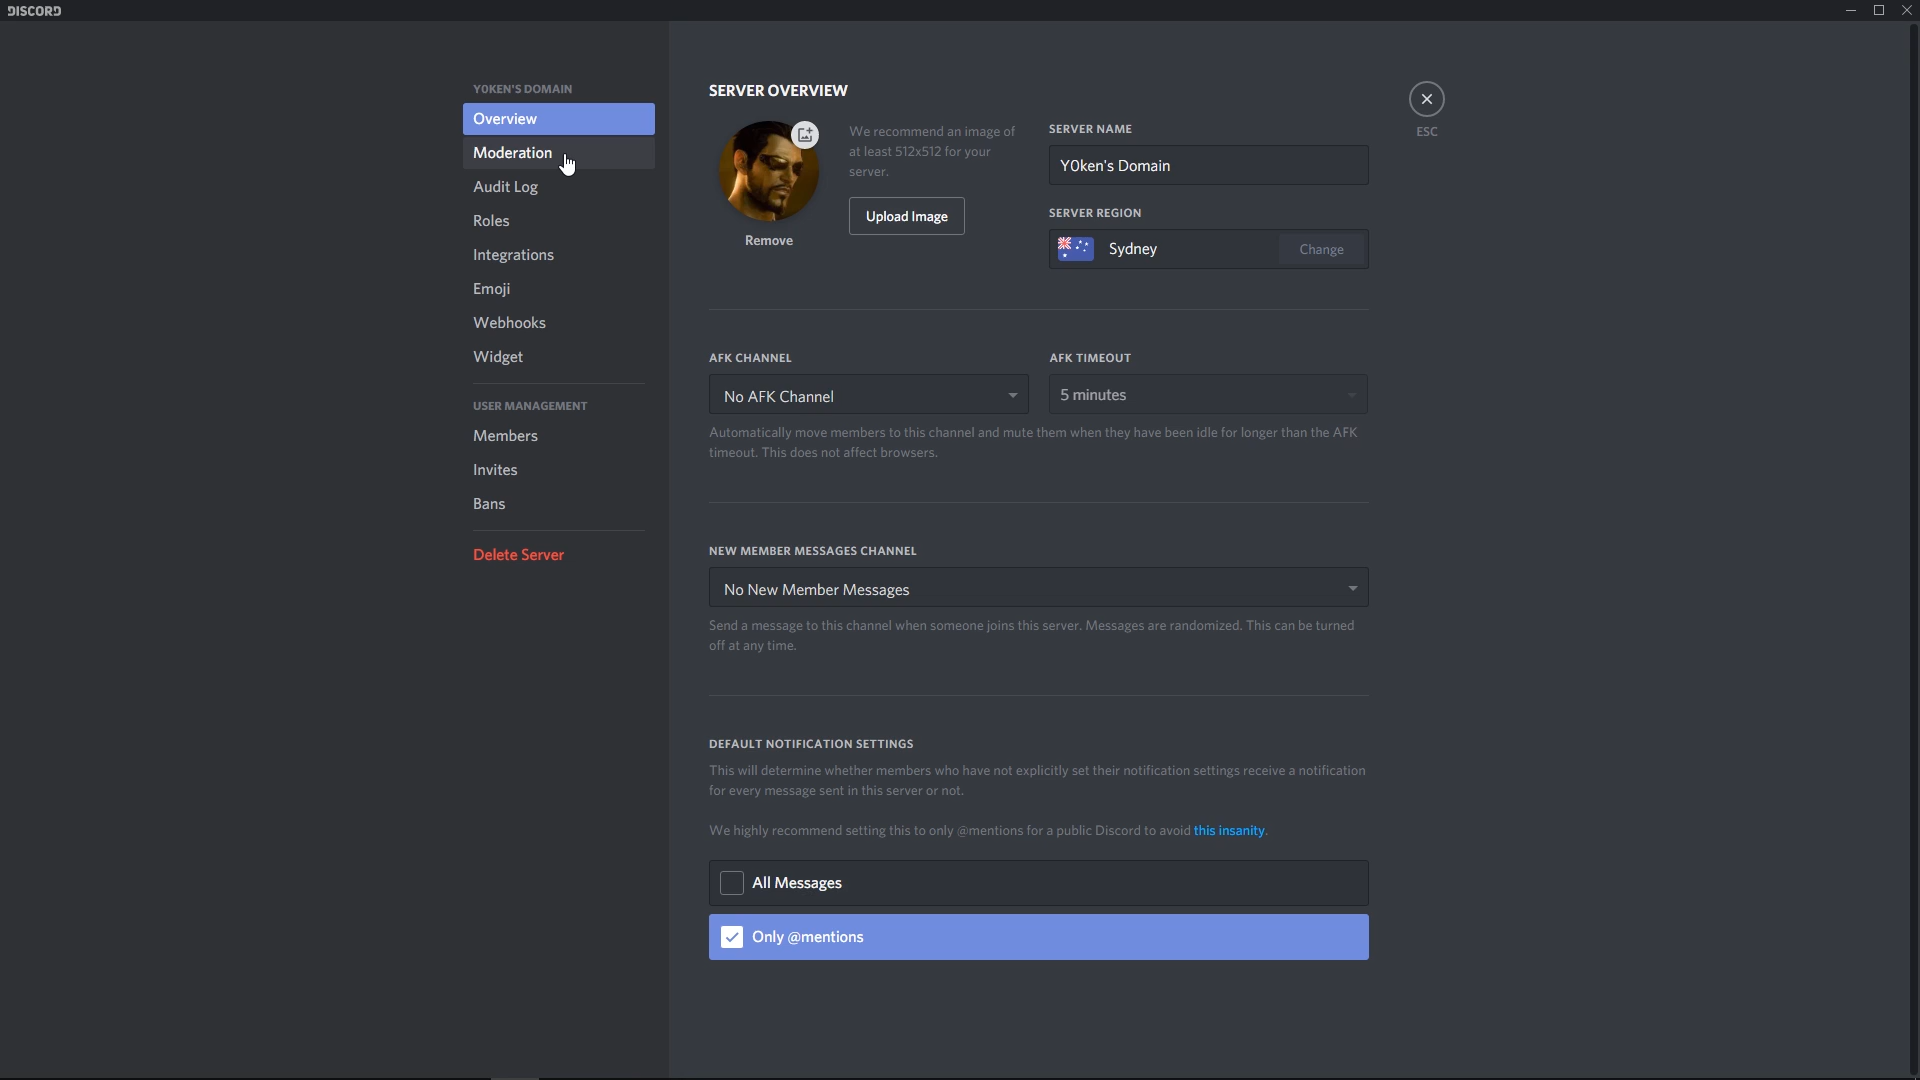 DISCORD
Y0KEN'S DOMAIN
Overview
Moderation
Audit Log
Roles
Integrations
Emoji
Webhooks
Widget
USER MANAGEMENT
Members
Invites
Bans
Delete Server
SERVER OVERVIEW
Remove
We recommend an image of
at least 512x512 for your
server.
Upload Image
SERVER NAME
Y0ken's Domain
SERVER REGION
Sydney
Change
ESC
AFK CHANNEL
No AFK Channel
AFK TIMEOUT
5 minutes
Automatically move members to this channel and mute them when they have been idle for longer than the AFK
timeout. This does not affect browsers.
NEW MEMBER MESSAGES CHANNEL
No New Member Messages
Send a message to this channel when someone joins this server. Messages are randomized. This can be turned
off at any time.
DEFAULT NOTIFICATION SETTINGS
This will determine whether members who have not explicitly set their notification settings receive a notification
for every message sent in this server or not.
We highly recommend setting this to only @mentions for a public Discord to avoid this insanity.
All Messages
Only @mentions